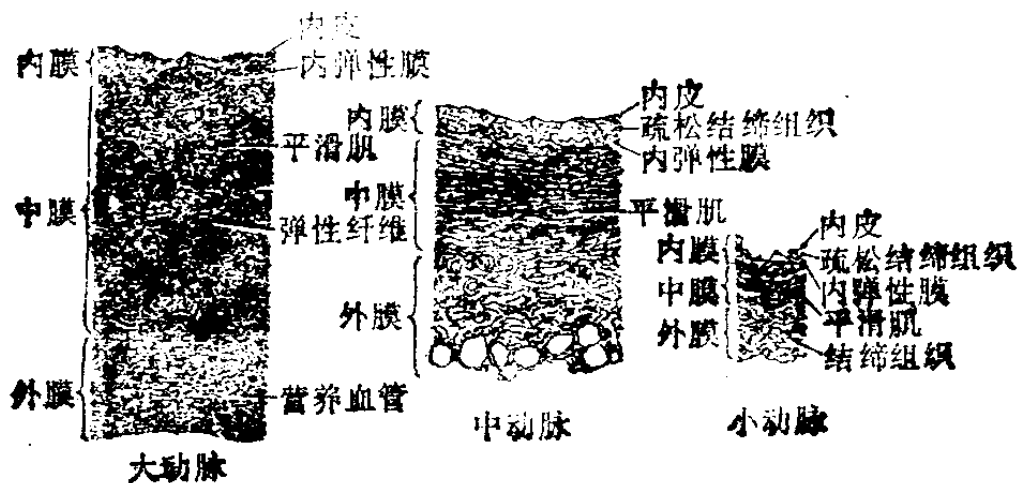 内皮
内膜
内弹性膜
平滑肌
中膜
弹性纤维
外膜
营养血管
大动脉
内皮
内膜
疏松结缔组织
内弹性膜
中膜
平滑肌
外膜
中动脉
内皮
内膜
疏松结缔组织
中膜
内弹性膜
平滑肌
外膜
结缔组织
小动脉